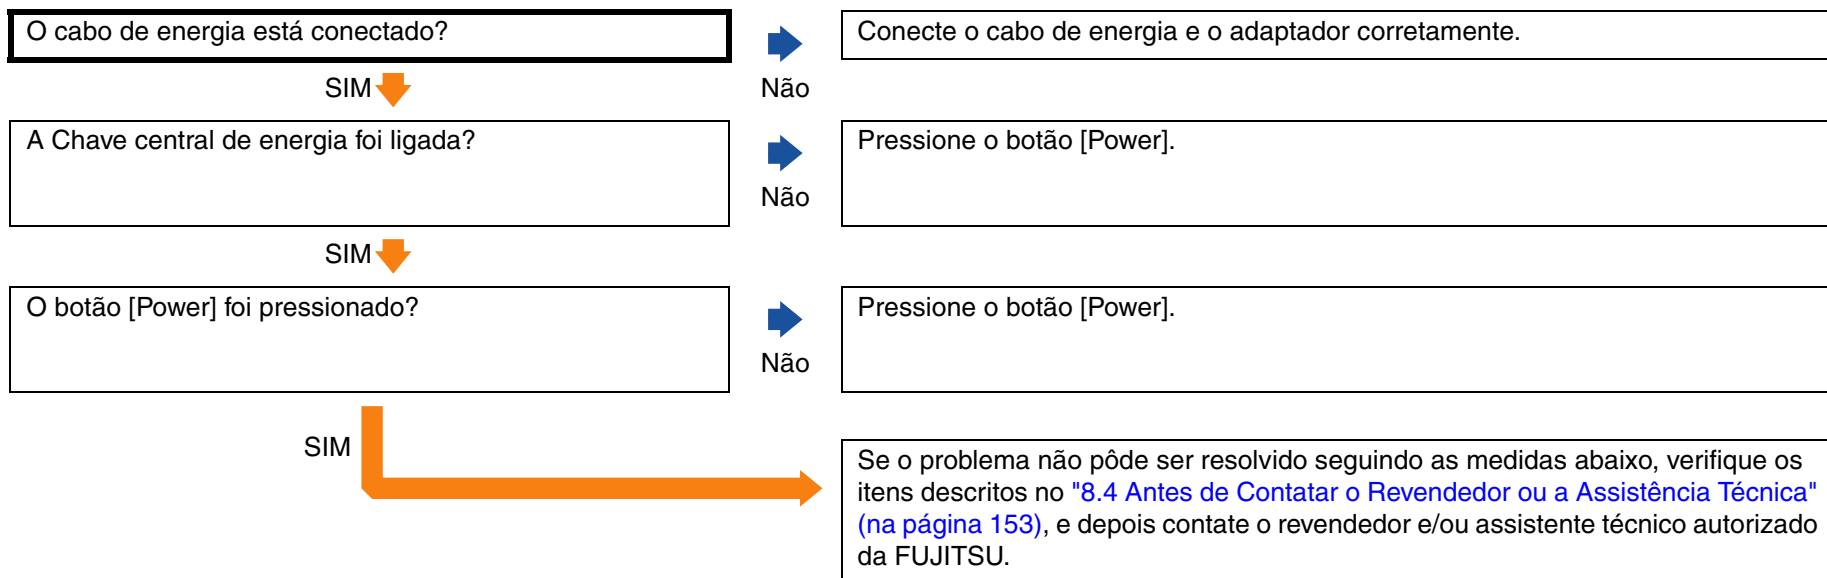 O cabo de energia está conectado?
Conecte o cabo de energia e o adaptador corretamente.
SIM
Não
A Chave central de energia foi ligada?
Pressione o botão [Power].
Não
SIM
O botão [Power] foi pressionado?
Pressione o botão [Power].
Não
SIM
Se o problema não pôde ser resolvido seguindo as medidas abaixo, verifique os
itens descritos no "8.4 Antes de Contatar o Revendedor ou a Assistência Técnica"
(na página 153), e depois contate o revendedor e/ou assistente técnico autorizado
da FUJITSU.